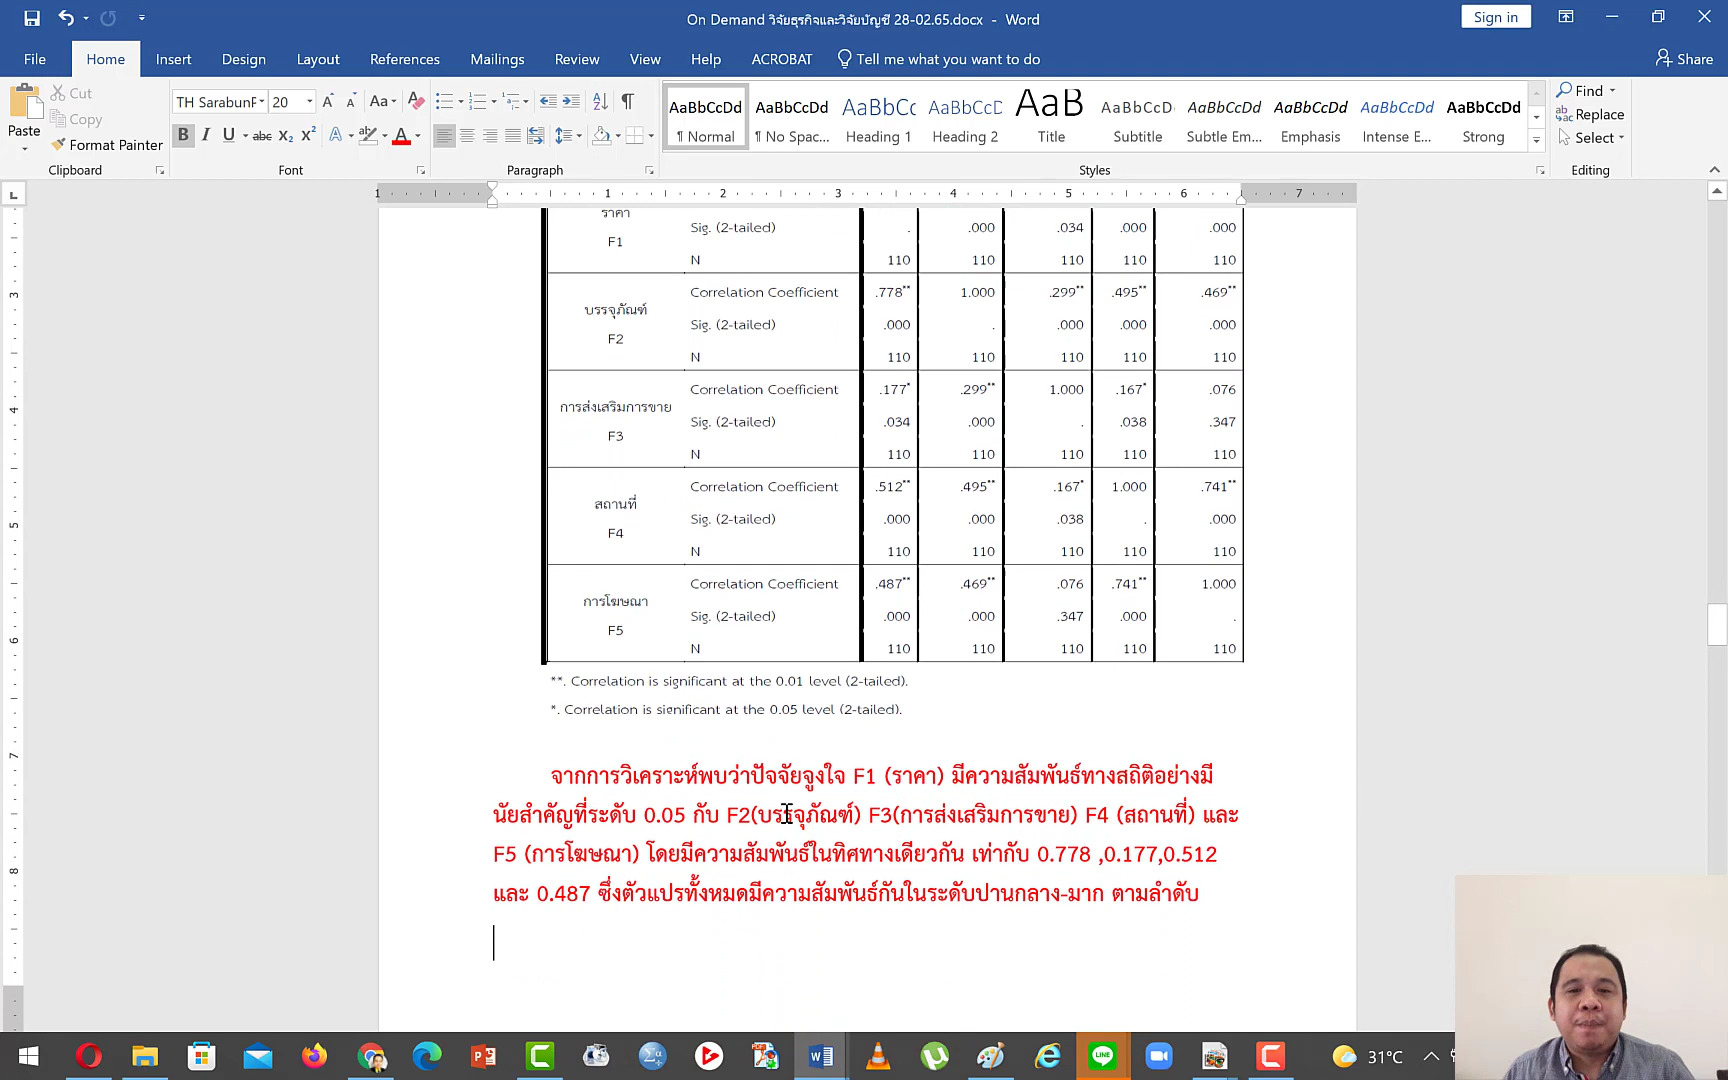 On Demand วิจัยธุรกิจและวิจัยบัญชี 28-02.65.docx - Word
Sign in
File Home Insert Design Layout References Mailings Review View Help ACROBAT Tell me what you want to do Share
Paste
Cut
Copy
Format Painter
Clipboard
TH SarabunP 20
Font
Paragraph
AaBbCcDd AaBbCcDd AaBbCc AaBbCcD AaB AaBbCcD AaBbCcDd AaBbCcDd AaBbCcDd AaBbCcDd
¶ Normal ¶ No Spac... Heading 1 Heading 2 Title Subtitle Subtle Em... Emphasis Intense E... Strong
Styles
Find
Replace
Select
Editing
1 1 2 3 4 5 6 7
ราคา Sig. (2-tailed) . .000 .034 .000 .000
F1
N 110 110 110 110 110
Correlation Coefficient .778** 1.000 .299** .495** .469**
บรรจุภัณฑ์ Sig. (2-tailed) .000 . .000 .000 .000
F2
N 110 110 110 110 110
Correlation Coefficient .177* .299** 1.000 .167* .076
การส่งเสริมการขาย Sig. (2-tailed) .034 .000 . .038 .347
F3
N 110 110 110 110 110
Correlation Coefficient .512** .495** .167* 1.000 .741**
สถานที่ Sig. (2-tailed) .000 .000 .038 . .000
F4
N 110 110 110 110 110
Correlation Coefficient .487** .469** .076 .741** 1.000
การโฆษณา Sig. (2-tailed) .000 .000 .347 .000 .
F5
N 110 110 110 110 110
**. Correlation is significant at the 0.01 level (2-tailed).
*. Correlation is significant at the 0.05 level (2-tailed).
จากการวิเคราะห์พบว่าปัจจัยจูงใจ F1 (ราคา) มีความสัมพันธ์ทางสถิติอย่างมี
นัยสำคัญที่ระดับ 0.05 กับ F2(บรรจุภัณฑ์) F3(การส่งเสริมการขาย) F4 (สถานที่) และ
F5 (การโฆษณา) โดยมีความสัมพันธ์ในทิศทางเดียวกัน เท่ากับ 0.778 ,0.177,0.512
และ 0.487 ซึ่งตัวแปรทั้งหมดมีความสัมพันธ์กันในระดับปานกลาง-มาก ตามลำดับ
3
4
5
6
7
8
LINE
31°C